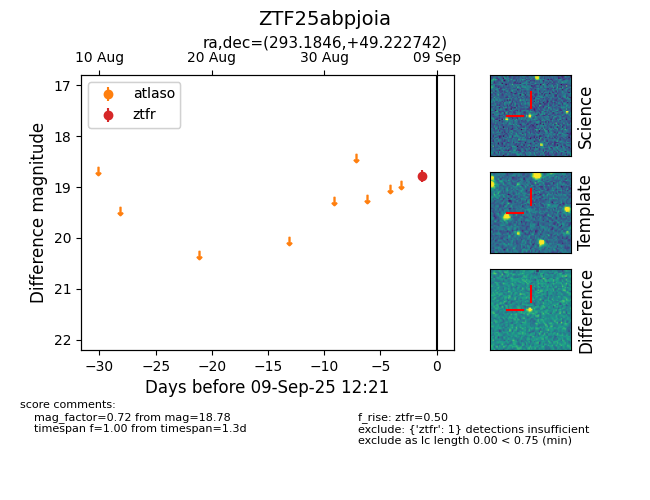 ZTF25abpjoia
ra,dec=(293.1846,+49.222742)
10 Aug 20 Aug 30 Aug 09 Sep
atlaso
ztfr
17
18
19
20
21
22
Difference magnitude
−30 −25 −20 −15 −10 −5 0
Days before 09-Sep-25 12:21
Science
Template
Difference
score comments:
mag_factor=0.72 from mag=18.78
timespan f=1.00 from timespan=1.3d
f_rise: ztfr=0.50
exclude: {'ztfr': 1} detections insufficient
exclude as lc length 0.00 < 0.75 (min)